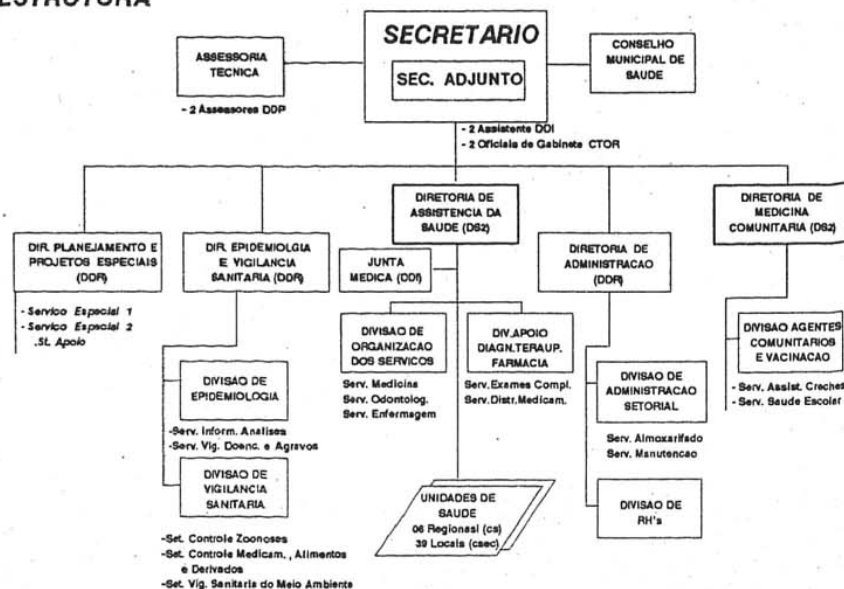 ESTRUTURA
SECRETARIO
SEC. ADJUNTO
ASSESSORIA
TECNICA
- 2 Assessores DDP
CONSELHO
MUNICIPAL DE
SAUDE
- 2 Assistente DDI
- 2 Oficiais de Gabinete CTOR
DIR. PLANEJAMENTO E
PROJETOS ESPECIAIS
(DDR)
- Servico Especial 1
- Servico Especial 2
.St. Apoio
DIR. EPIDEMIOLGIA
E VIGILANCIA
SANITARIA (DDR)
DIVISAO DE
EPIDEMIOLOGIA
-Serv. Inform. Analises
-Serv. Vig. Doenc. e Agravos
DIVISAO DE
VIGILANCIA
SANITARIA
-Set. Controle Zoonoses
-Set. Controle Medicam. , Alimentos
e Derivados
-Set. Vig. Sanitaria do Meio Ambiente
DIRETORIA DE
ASSISTENCIA DA
SAUDE (DS2)
JUNTA
MEDICA (DDI)
DIVISAO DE
ORGANIZACAO
DOS SERVICOS
Serv. Medicina
Serv. Odontolog.
Serv. Enfermagem
DIV.APOIO
DIAGN.TERAUP.
FARMACIA
Serv.Exames Compl.
Serv.Distr.Medicam.
UNIDADES DE
SAUDE
06 Regionasi (cs)
39 Locais (csec)
DIRETORIA DE
ADMINISTRACAO
(DDR)
DIVISAO DE
ADMINISTRACAO
SETORIAL
Serv. Almoxarifado
Serv. Manutencao
DIVISAO DE
RH's
DIRETORIA DE
MEDICINA
COMUNITARIA (DS2)
DIVISAO AGENTES
COMUNITARIOS
E VACINACAO
- Serv. Assist. Creches
- Serv. Saude Escolar